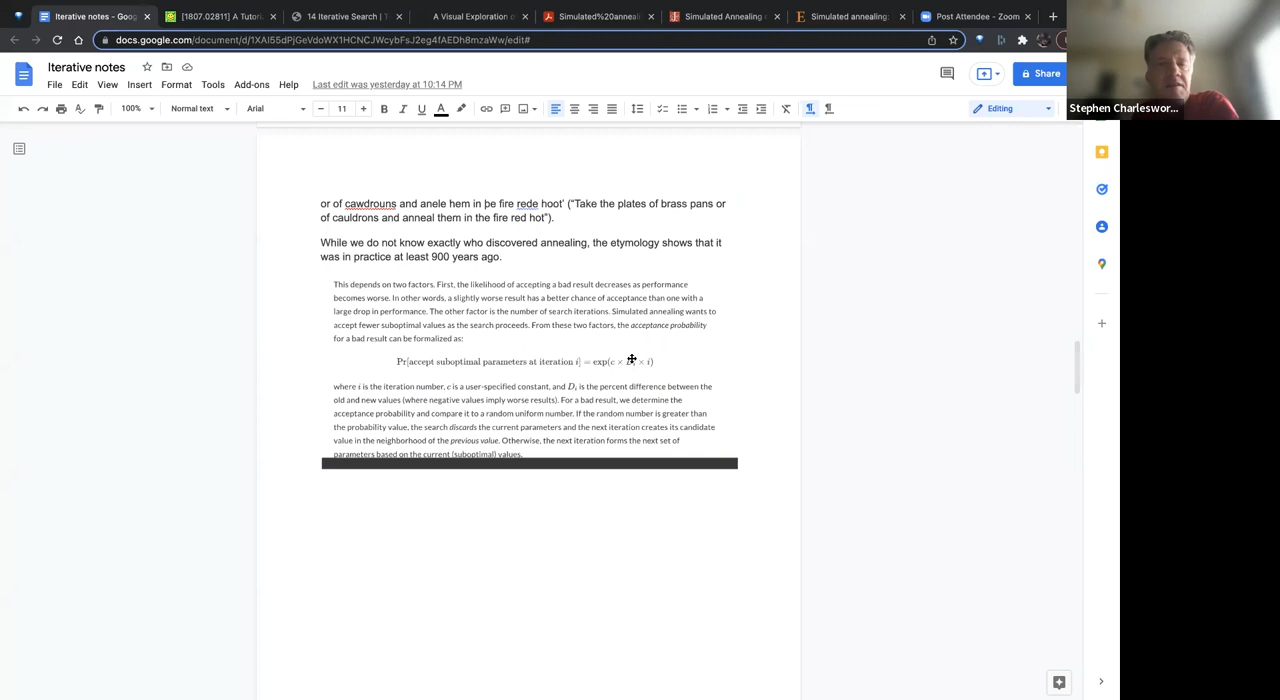 Iterative notes - Goog
[1807.02811] A Tutoria
14 Iterative Search | T
A Visual Exploration o
Simulated%20anneali
Simulated Annealing
Simulated annealing:
Post Attendee - Zoom
docs.google.com/document/d/1XAI55dPjGeVdoWX1HCNCJWcybFsJ2eg4fAEDh8mzaWw/edit#
Iterative notes
File Edit View Insert Format Tools Add-ons Help Last edit was yesterday at 10:14 PM
Share
100% Normal text Arial 11 Editing
Stephen Charleswor...
or of cawdrouns and anele hem in þe fire rede hoot' ("Take the plates of brass pans or
of cauldrons and anneal them in the fire red hot").
While we do not know exactly who discovered annealing, the etymology shows that it
was in practice at least 900 years ago.
This depends on two factors. First, the likelihood of accepting a bad result decreases as performance
becomes worse. In other words, a slightly worse result has a better chance of acceptance than one with a
large drop in performance. The other factor is the number of search iterations. Simulated annealing wants to
accept fewer suboptimal values as the search proceeds. From these two factors, the acceptance probability
for a bad result can be formalized as:
Pr[accept suboptimal parameters at iteration i] = exp(c × D × i)
where i is the iteration number, c is a user-specified constant, and Di is the percent difference between the
old and new values (where negative values imply worse results). For a bad result, we determine the
acceptance probability and compare it to a random uniform number. If the random number is greater than
the probability value, the search discards the current parameters and the next iteration creates its candidate
value in the neighborhood of the previous value. Otherwise, the next iteration forms the next set of
parameters based on the current (suboptimal) values.